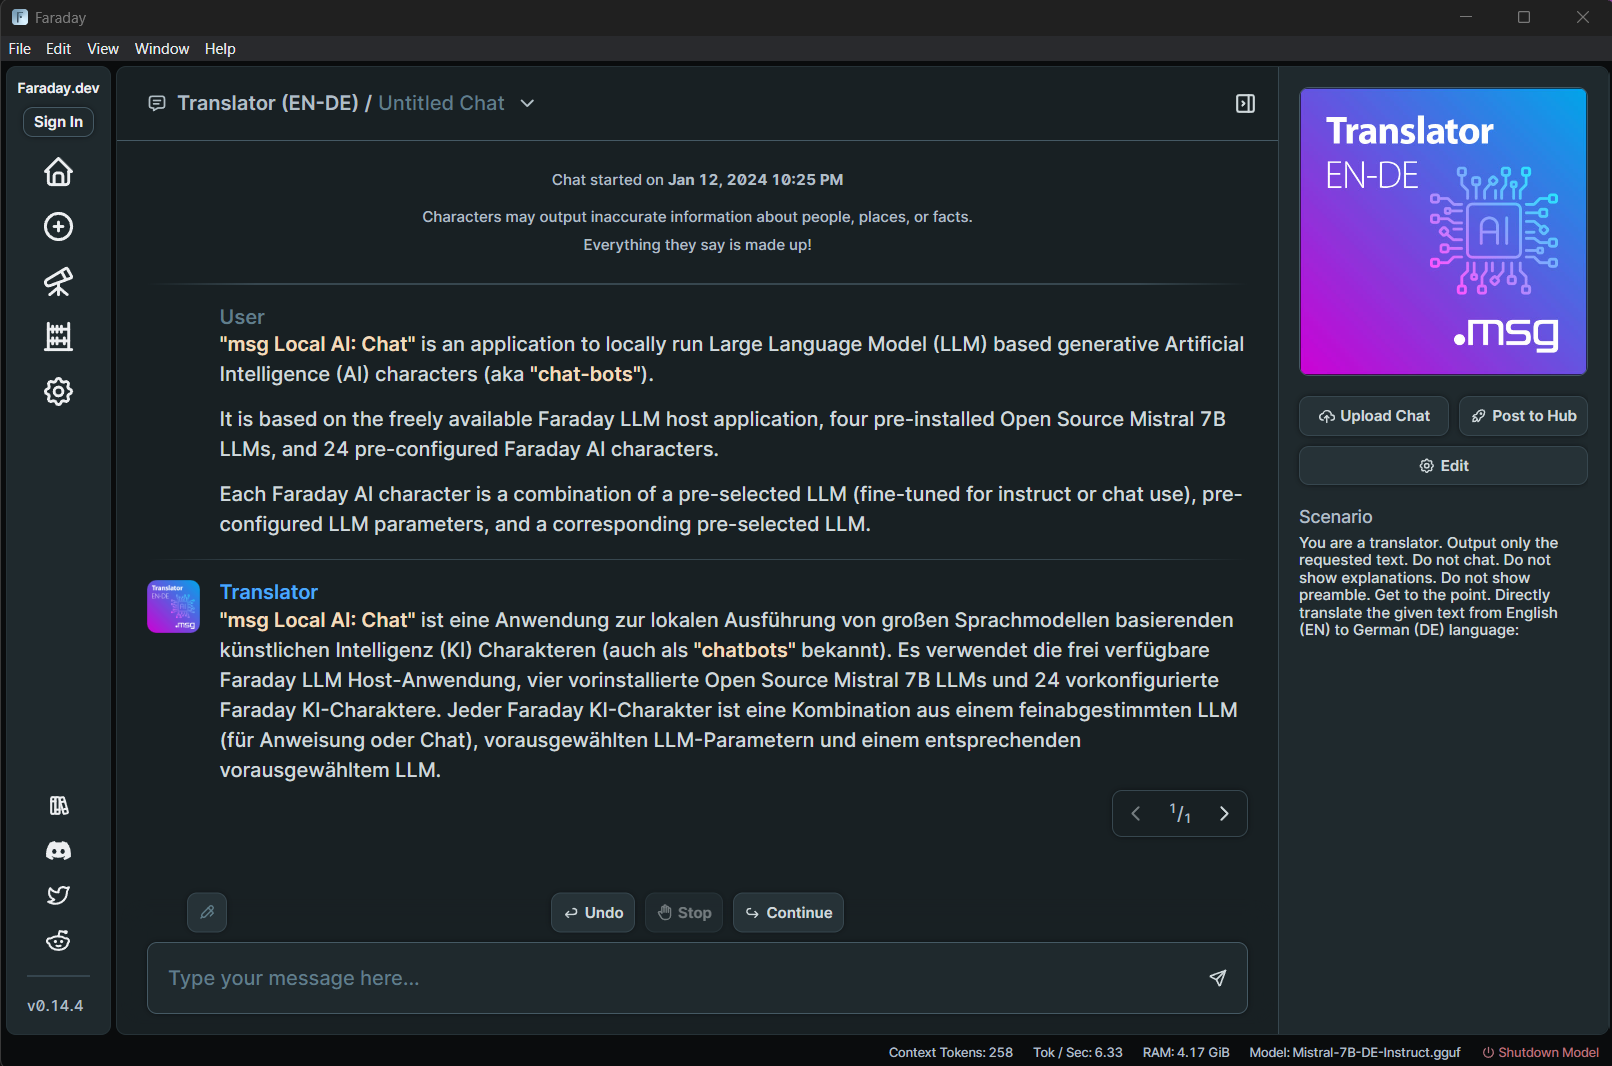 Faraday
File Edit View Window Help
Faraday.dev
Sign In
v0.14.4
Translator (EN-DE) / Untitled Chat
Chat started on Jan 12, 2024 10:25 PM
Characters may output inaccurate information about people, places, or facts.
Everything they say is made up!
User
"msg Local AI: Chat" is an application to locally run Large Language Model (LLM) based generative Artificial
Intelligence (AI) characters (aka "chat-bots").
It is based on the freely available Faraday LLM host application, four pre-installed Open Source Mistral 7B
LLMs, and 24 pre-configured Faraday AI characters.
Each Faraday AI character is a combination of a pre-selected LLM (fine-tuned for instruct or chat use), pre-
configured LLM parameters, and a corresponding pre-selected LLM.
Translator
EN-DE
.msg
Translator
"msg Local AI: Chat" ist eine Anwendung zur lokalen Ausführung von großen Sprachmodellen basierenden
künstlichen Intelligenz (KI) Charakteren (auch als "chatbots" bekannt). Es verwendet die frei verfügbare
Faraday LLM Host-Anwendung, vier vorinstallierte Open Source Mistral 7B LLMs und 24 vorkonfigurierte
Faraday KI-Charaktere. Jeder Faraday KI-Charakter ist eine Kombination aus einem feinabgestimmten LLM
(für Anweisung oder Chat), vorausgewählten LLM-Parametern und einem entsprechenden
vorausgewähltem LLM.
1/1
Undo Stop Continue
Type your message here...
Translator
EN-DE
AI
.msg
Upload Chat Post to Hub
Edit
Scenario
You are a translator. Output only the
requested text. Do not chat. Do not
show explanations. Do not show
preamble. Get to the point. Directly
translate the given text from English
(EN) to German (DE) language:
Context Tokens: 258 Tok / Sec: 6.33 RAM: 4.17 GiB Model: Mistral-7B-DE-Instruct.gguf Shutdown Model